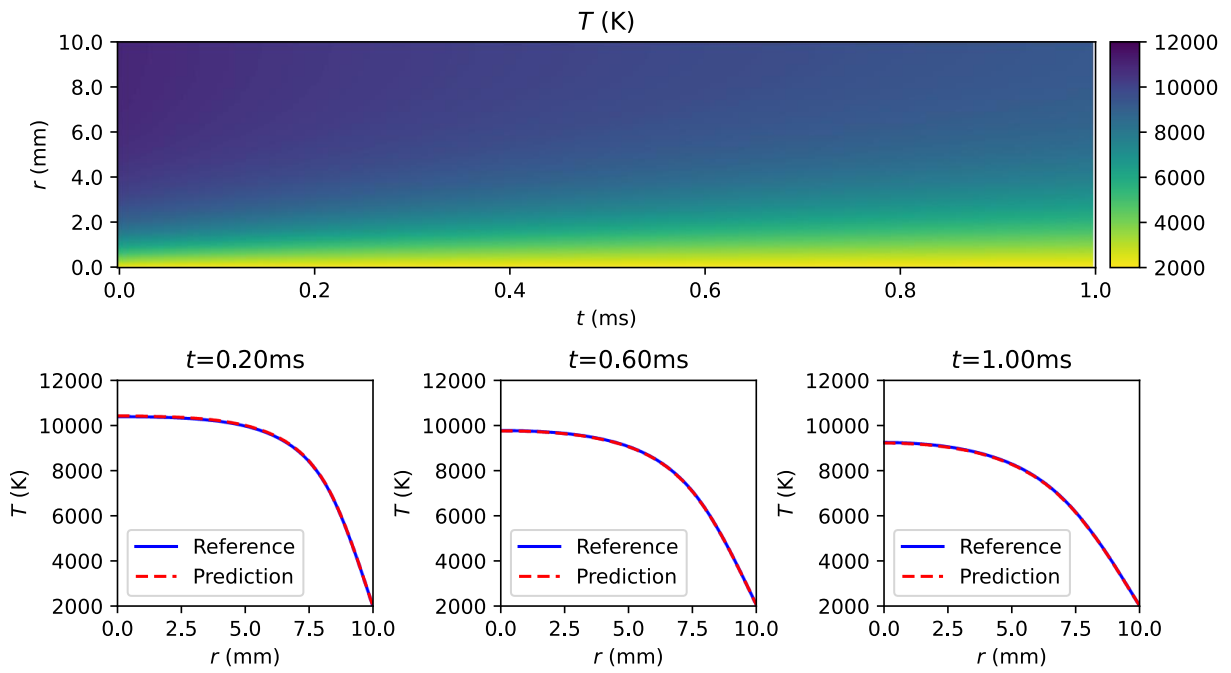 T (K)
10.0
8.0
6.0
4.0
2.0
0.0
r (mm)
0.0 0.2 0.4 0.6 0.8 1.0
t (ms)
12000
10000
8000
6000
4000
2000
t=0.20ms
12000
10000
8000
6000
4000
2000
T (K)
Reference
Prediction
0.0 2.5 5.0 7.5 10.0
r (mm)
t=0.60ms
12000
10000
8000
6000
4000
2000
T (K)
Reference
Prediction
0.0 2.5 5.0 7.5 10.0
r (mm)
t=1.00ms
12000
10000
8000
6000
4000
2000
T (K)
Reference
Prediction
0.0 2.5 5.0 7.5 10.0
r (mm)